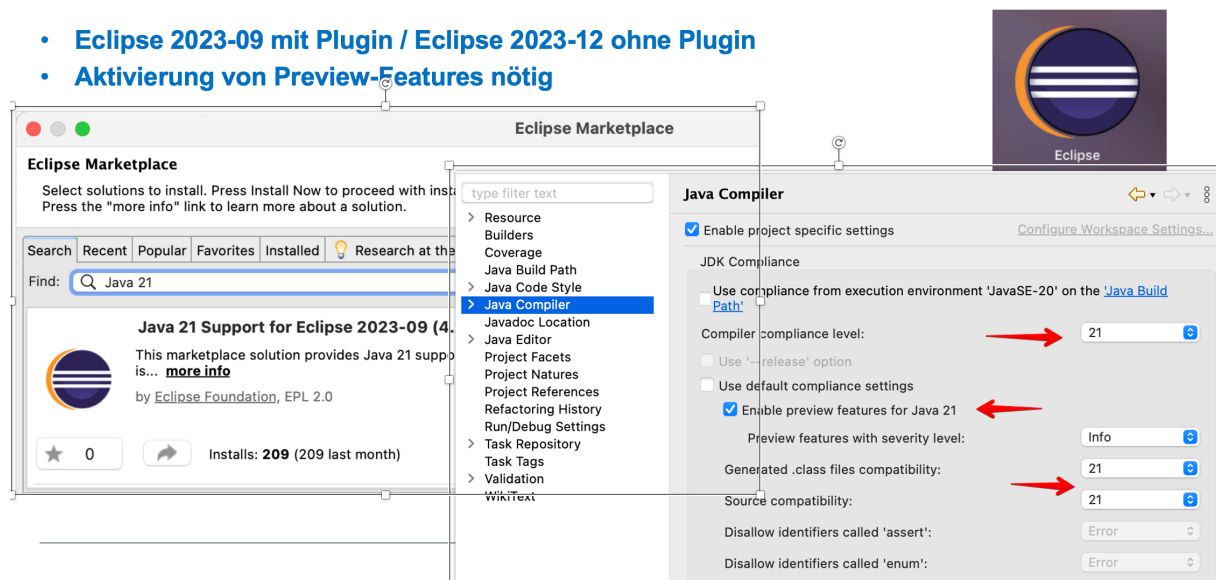 • Eclipse 2023-09 mit Plugin / Eclipse 2023-12 ohne Plugin
• Aktivierung von Preview-Features nötig
Eclipse
Eclipse Marketplace
Eclipse Marketplace
Select solutions to install. Press Install Now to proceed with
Press the "more info" link to learn more about a solution.
Search Recent Popular Favorites Installed Research at the
Find: Java 21
Java 21 Support for Eclipse 2023-09 (4.
This marketplace solution provides Java 21
is... more info
by Eclipse Foundation, EPL 2.0
0 Installs: 209 (209 last month)
type filter text
Resource
Builders
Coverage
Java Build Path
Java Code Style
Java Compiler
Javadoc Location
Java Editor
Project Facets
Project Natures
Project References
Refactoring History
Run/Debug Settings
Task Repository
Task Tags
Validation
WikiText
Java Compiler
Enable project specific settings Configure Workspace Settings...
JDK Compliance
Use compliance from execution environment 'JavaSE-20' on the 'Java Build
Path'
Compiler compliance level: 21
Use '--release' option
Use default compliance settings
Enable preview features for Java 21
Preview features with severity level: Info
Generated .class files compatibility: 21
Source compatibility: 21
Disallow identifiers called 'assert': Error
Disallow identifiers called 'enum': Error